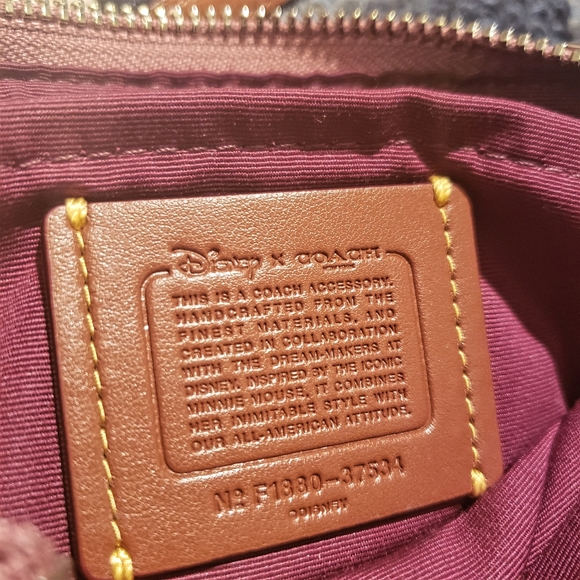 Disney X COACH
THIS IS A COACH ACCESSORY.
HANDCRAFTED FROM THE
FINEST MATERIALS, AND
CREATED IN COLLABORATION
WITH THE DREAM-MAKERS AT
DISNEY. INSPIRED BY THE ICONIC
MINNIE MOUSE, IT COMBINES
HER INIMITABLE STYLE WITH
OUR ALL-AMERICAN ATTITUDE.
No F1880-37534
©DISNEY